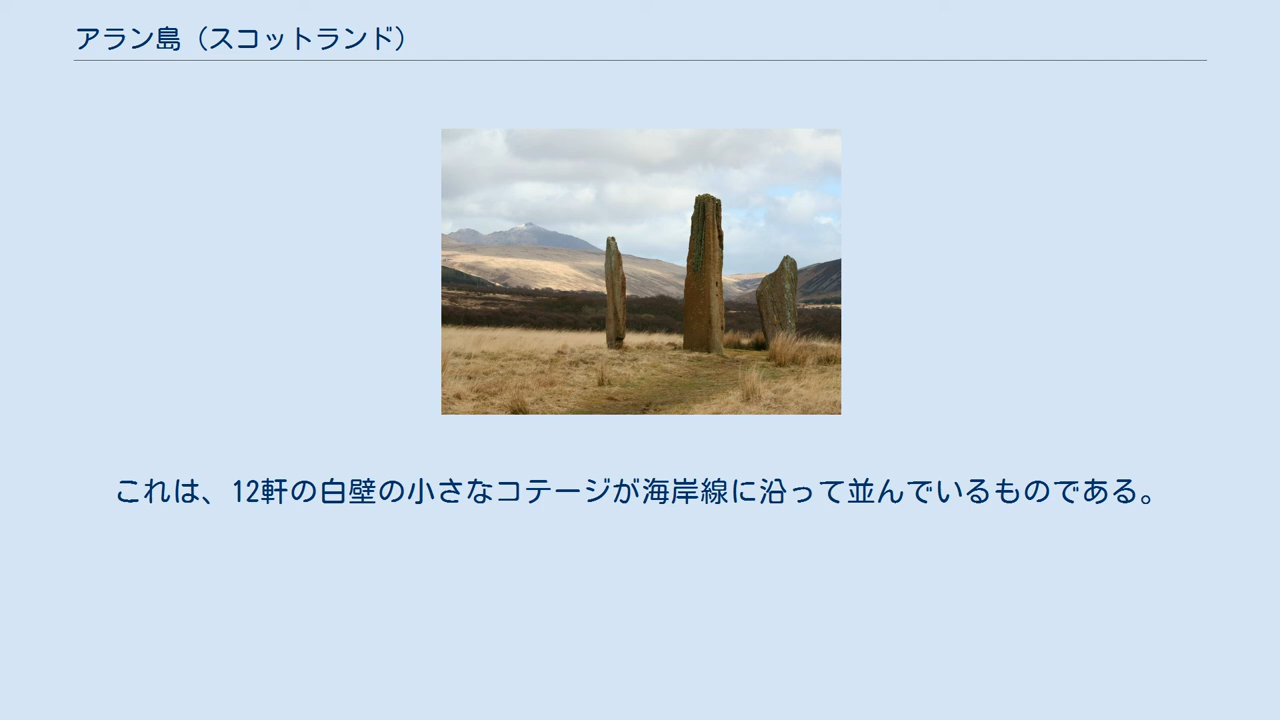 アラン島（スコットランド）
これは、12軒の白壁の小さなコテージが海岸線に沿って並んでいるものである。